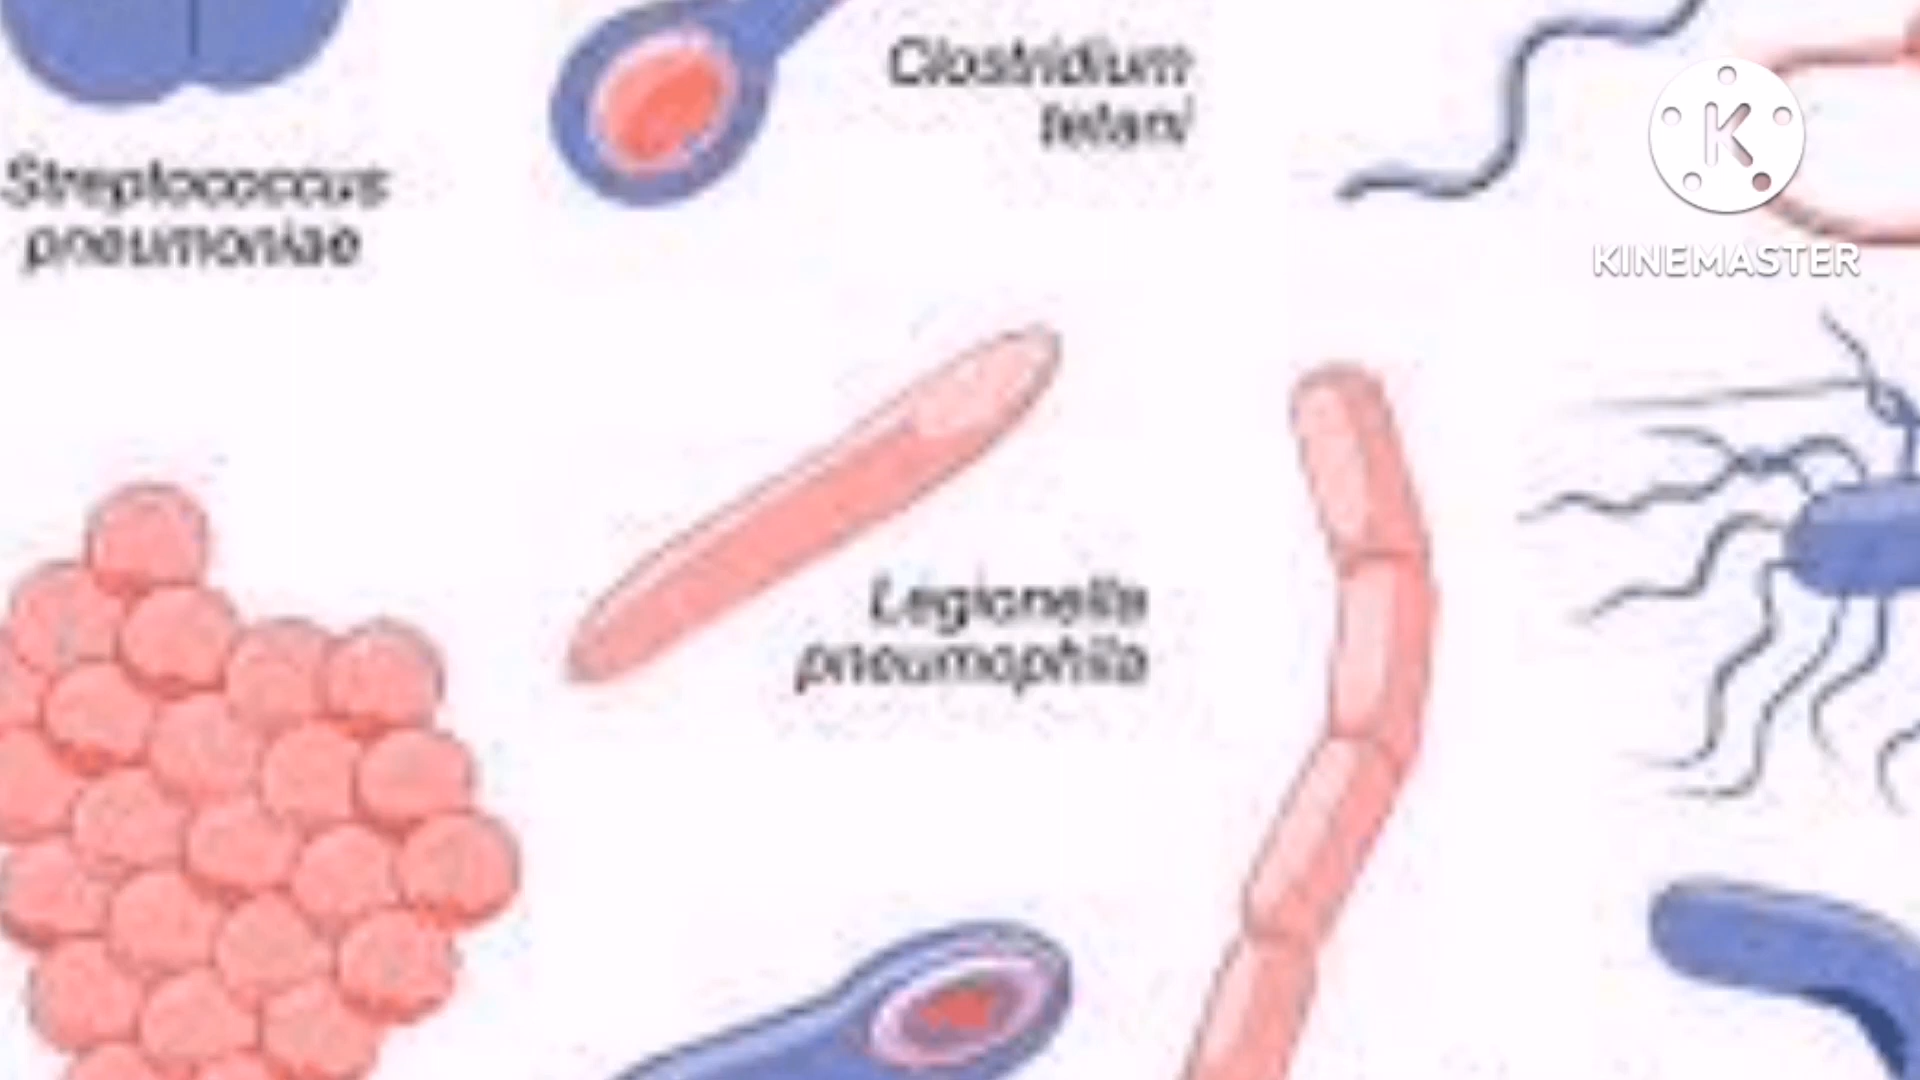 Clostridium
tetani
Streptococcus
pneumoniae
K
KINEMASTER
Legionella
pneumophila